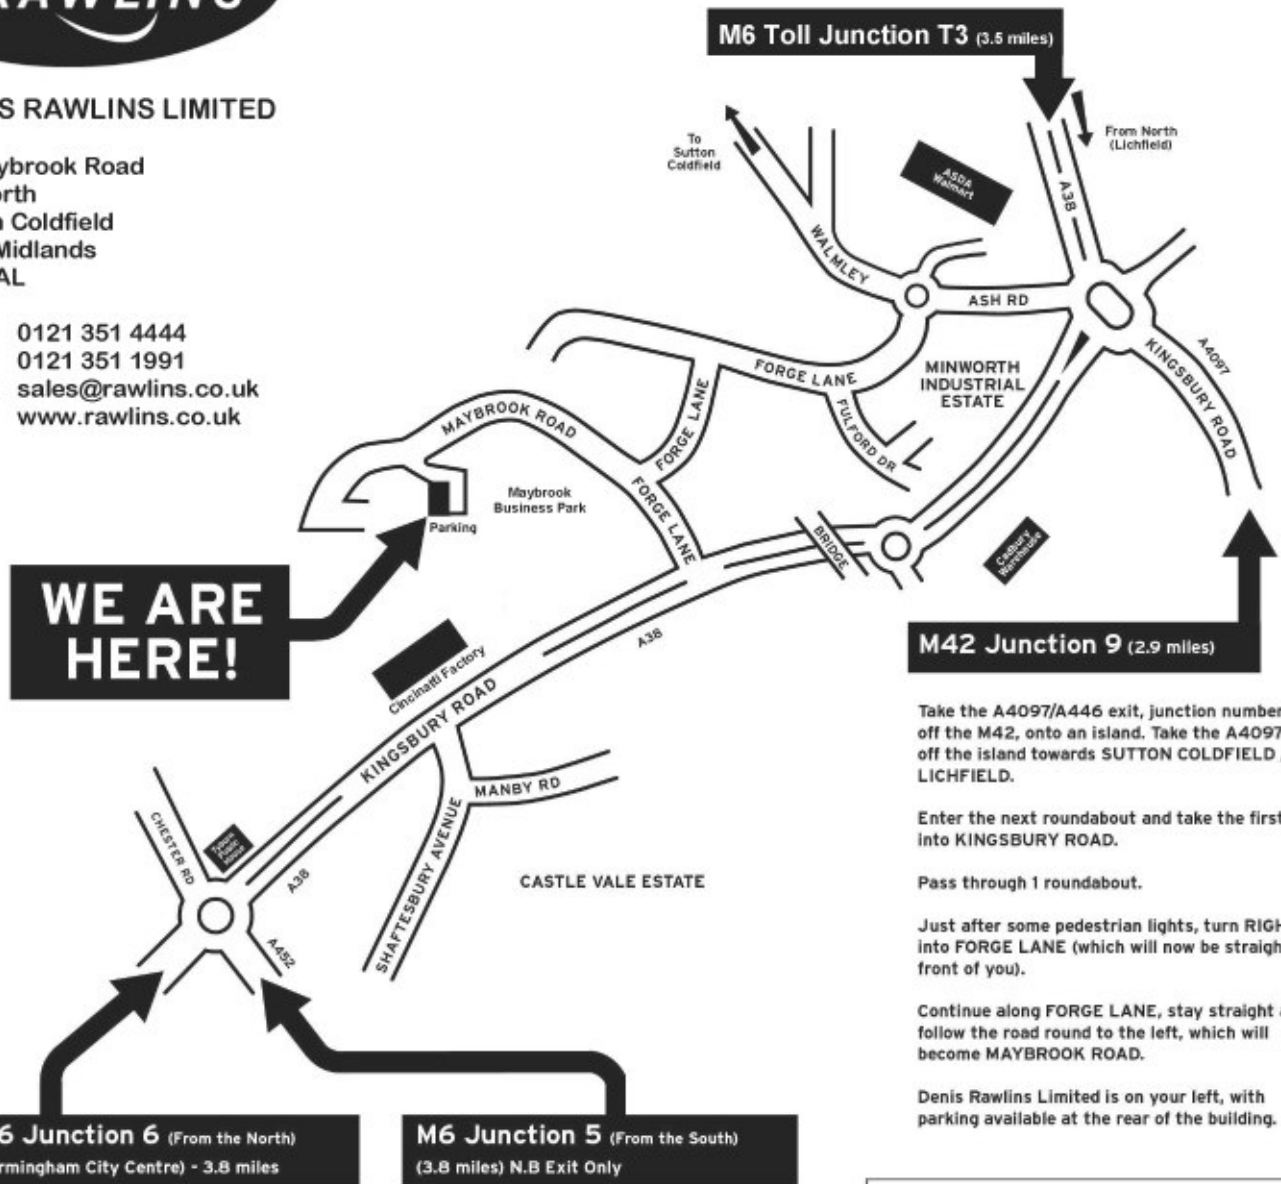 RAWLINS
S RAWLINS LIMITED
ybrook Road
orth
n Coldfield
Midlands
AL
0121 351 4444
0121 351 1991
sales@rawlins.co.uk
www.rawlins.co.uk
M6 Toll Junction T3 (3.5 miles)
To
Sutton
Coldfield
From North
(Lichfield)
ASDA
Walmart
A38
WALMLEY
ASH RD
A4097
KINGSBURY ROAD
MINWORTH
INDUSTRIAL
ESTATE
FORGE LANE
FULFORD DR
FORGE LANE
MAYBROOK ROAD
FORGE LANE
Maybrook
Business Park
Parking
BRIDGE
Cadbury
Warehouse
WE ARE
HERE!
A38
Cincinatti Factory
KINGSBURY ROAD
M42 Junction 9 (2.9 miles)
Take the A4097/A446 exit, junction number
off the M42, onto an island. Take the A4097
off the island towards SUTTON COLDFIELD
LICHFIELD.
Enter the next roundabout and take the first
into KINGSBURY ROAD.
Pass through 1 roundabout.
Just after some pedestrian lights, turn RIGH
into FORGE LANE (which will now be straigh
front of you).
Continue along FORGE LANE, stay straight a
follow the road round to the left, which will
become MAYBROOK ROAD.
Denis Rawlins Limited is on your left, with
parking available at the rear of the building.
MANBY RD
CHESTER RD
Tyburn
Public
House
A38
SHAFTESBURY AVENUE
CASTLE VALE ESTATE
A452
6 Junction 6 (From the North)
rmingham City Centre) - 3.8 miles
M6 Junction 5 (From the South)
(3.8 miles) N.B Exit Only